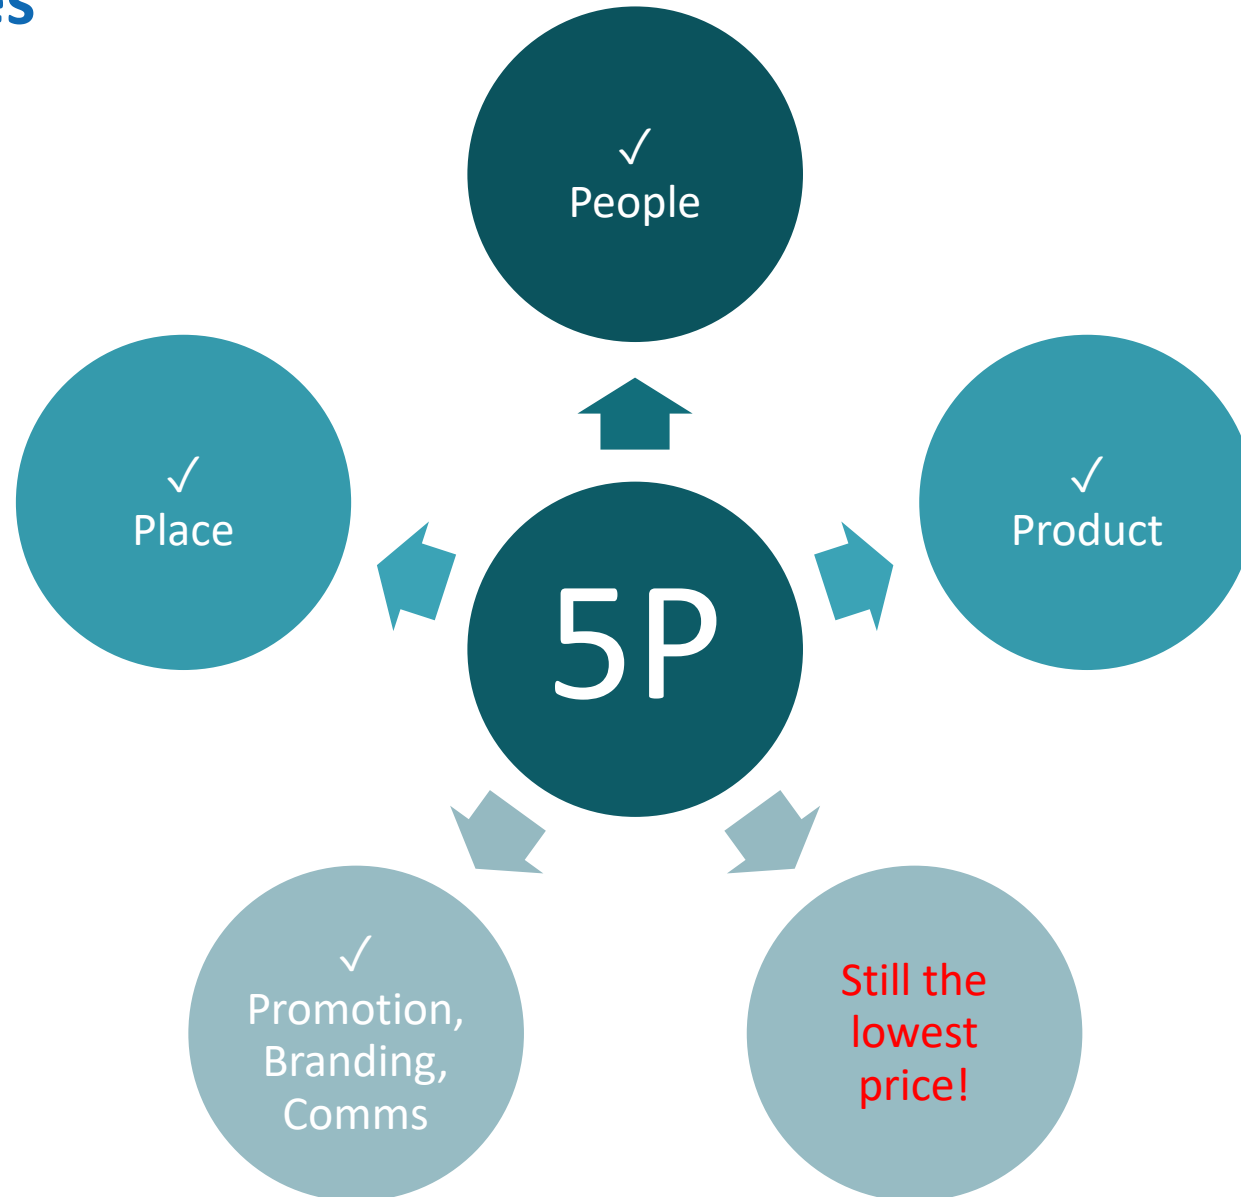 es
✓
People
✓
Place
✓
Product
5P
✓
Promotion,
Branding,
Comms
Still the
lowest
price!